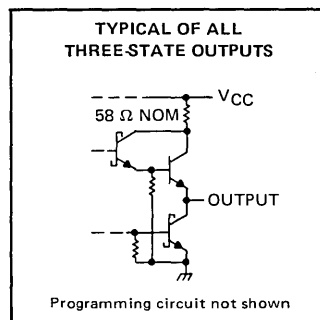 TYPICAL OF ALL
THREE-STATE OUTPUTS
VCC
58 Ω NOM
OUTPUT
Programming circuit not shown